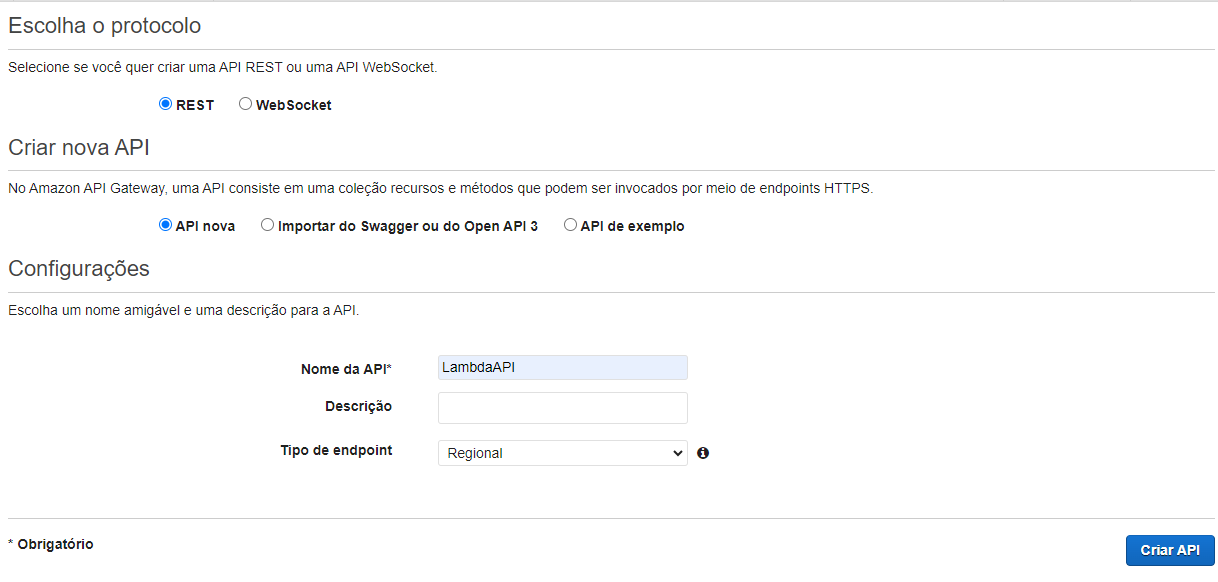 Escolha o protocolo
Selecione se você quer criar uma API REST ou uma API WebSocket.
REST WebSocket
Criar nova API
No Amazon API Gateway, uma API consiste em uma coleção recursos e métodos que podem ser invocados por meio de endpoints HTTPS.
API nova Importar do Swagger ou do Open API 3 API de exemplo
Configurações
Escolha um nome amigável e uma descrição para a API.
Nome da API* LambdaAPI
Descrição
Tipo de endpoint Regional
* Obrigatório Criar API